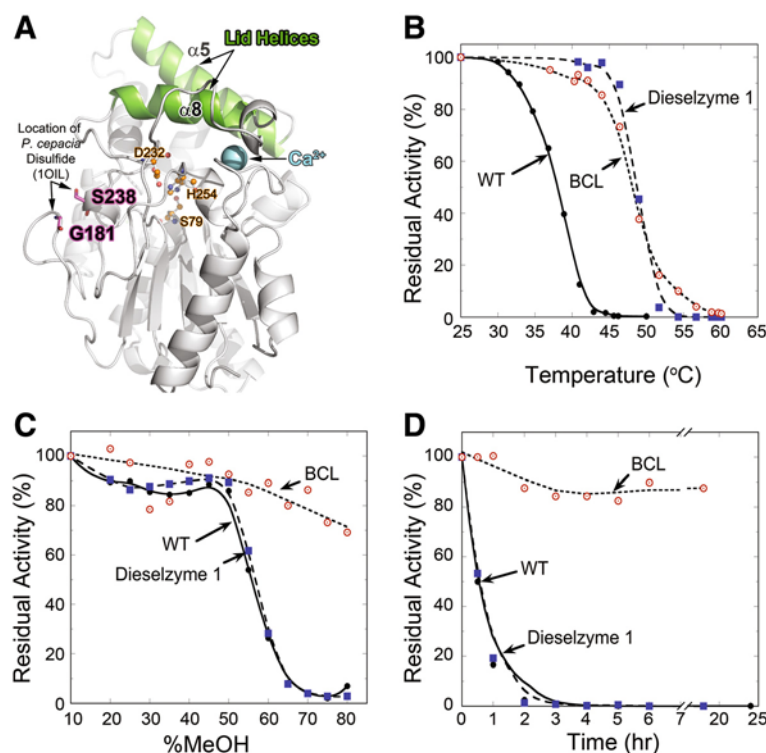 A
α5
Lid Helices
α8
Location of
P. cepacia
Disulfide
(1OIL)
D232
Ca²⁺
S238
H254
G181
S79
B
Residual Activity (%)
100
80
60
40
20
0
Dieselzyme 1
WT
BCL
25 30 35 40 45 50 55 60 65
Temperature (°C)
C
Residual Activity (%)
100
80
60
40
20
0
BCL
WT
Dieselzyme 1
10 20 30 40 50 60 70 80
%MeOH
D
Residual Activity (%)
100
80
60
40
20
0
BCL
WT
Dieselzyme 1
0 1 2 3 4 5 6 7 25
Time (hr)